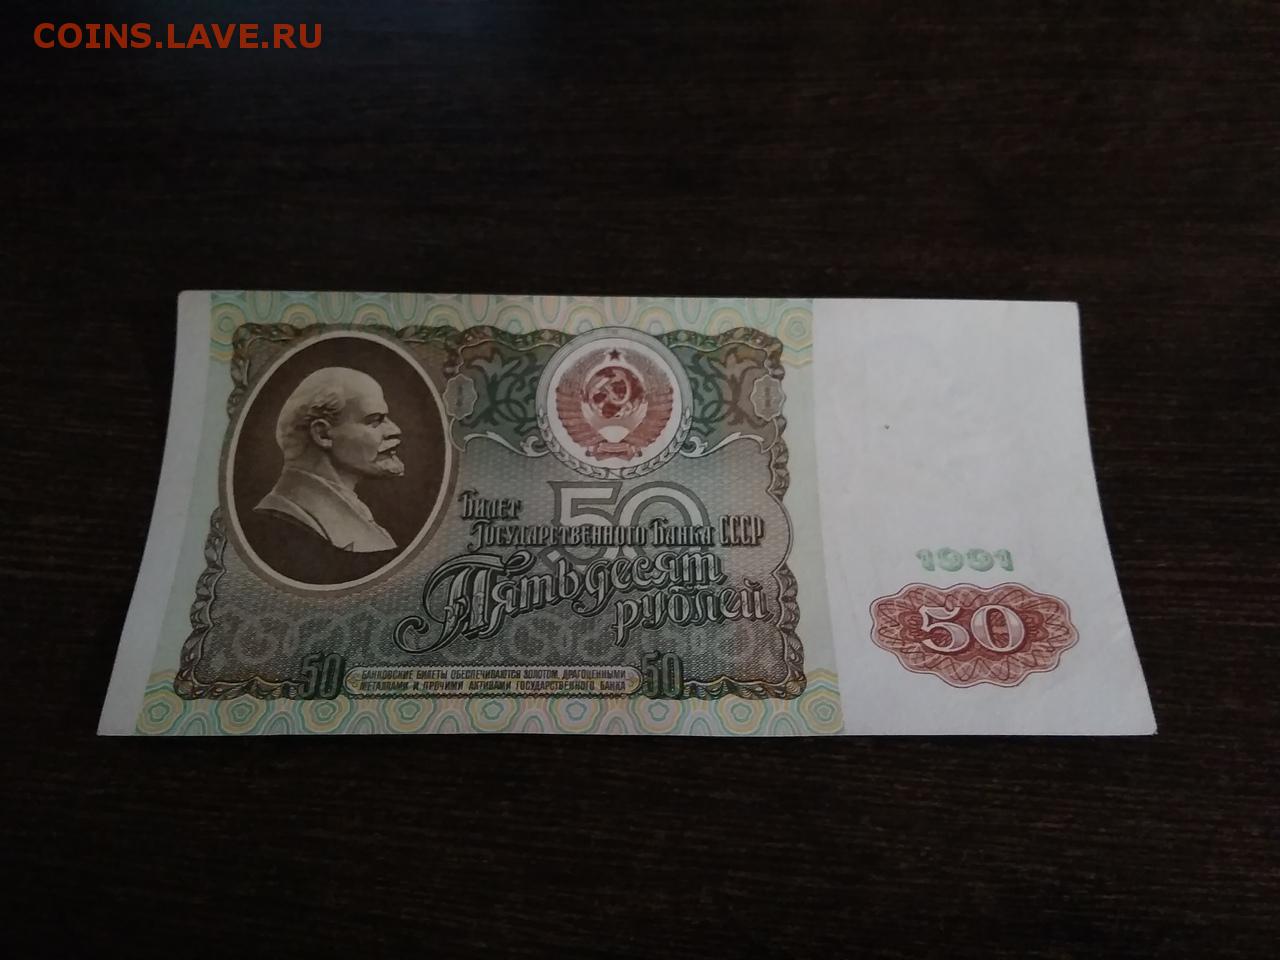 COINS.LAVE.RU
50
Билет
Государственного Банка СССР
Пятьдесят
рублей
1991
50
50
БАНКОВСКИЕ БИЛЕТЫ ОБЕСПЕЧИВАЮТСЯ ЗОЛОТОМ, ДРАГОЦЕННЫМИ
МЕТАЛЛАМИ И ПРОЧИМИ АКТИВАМИ ГОСУДАРСТВЕННОГО БАНКА
50